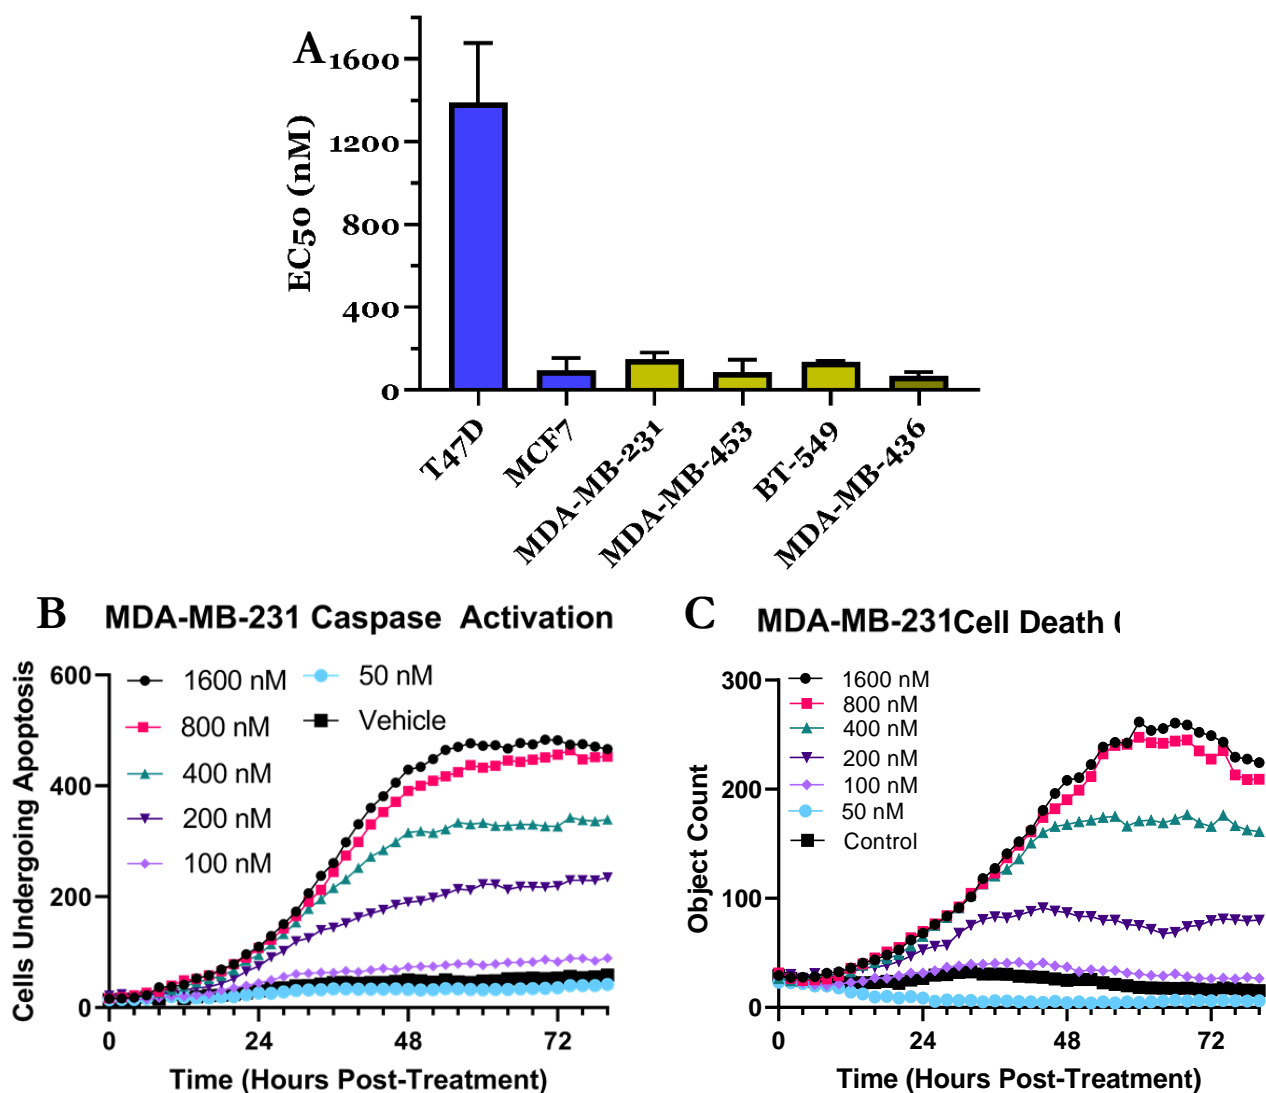 A
1600
1200
800
400
0
EC50 (nM)
T47D
MCF7
MDA-MB-231
MDA-MB-453
BT-549
MDA-MB-436
B
MDA-MB-231 Caspase Activation
600
400
200
0
Cells Undergoing Apoptosis
1600 nM
800 nM
400 nM
200 nM
100 nM
50 nM
Vehicle
0 24 48 72
Time (Hours Post-Treatment)
C
MDA-MB-231Cell Death
300
200
100
0
Object Count
1600 nM
800 nM
400 nM
200 nM
100 nM
50 nM
Control
0 24 48 72
Time (Hours Post-Treatment)